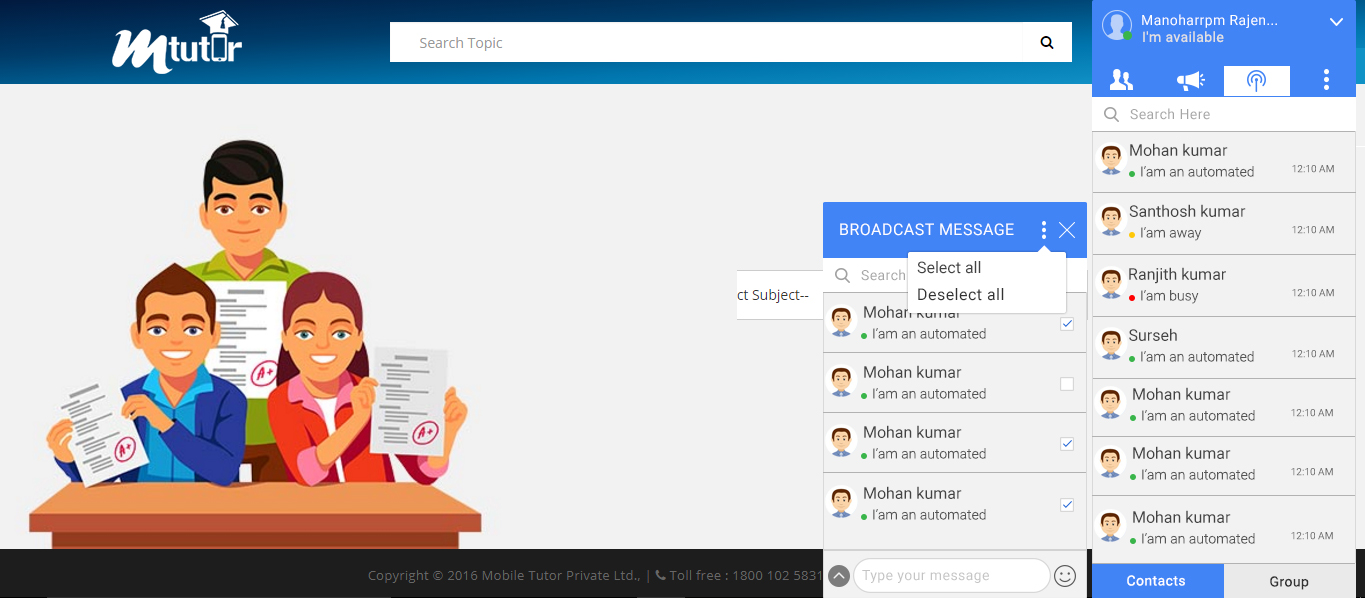 Mtutor
Search Topic
Manoharrpm Rajen...
I'm available
Search Here
Mohan kumar
I'am an automated
12:10 AM
Santhosh kumar
I'am away
12:10 AM
Ranjith kumar
I'am busy
12:10 AM
Surseh
I'am an automated
12:10 AM
Mohan kumar
I'am an automated
12:10 AM
Mohan kumar
I'am an automated
12:10 AM
Mohan kumar
I'am an automated
12:10 AM
Contacts
Group
BROADCAST MESSAGE
Select all
Deselect all
Search
ct Subject--
Mohan kumar
I'am an automated
Mohan kumar
I'am an automated
Mohan kumar
I'am an automated
Mohan kumar
I'am an automated
Type your message
A+
A+
A+
Copyright © 2016 Mobile Tutor Private Ltd., | Toll free : 1800 102 5831